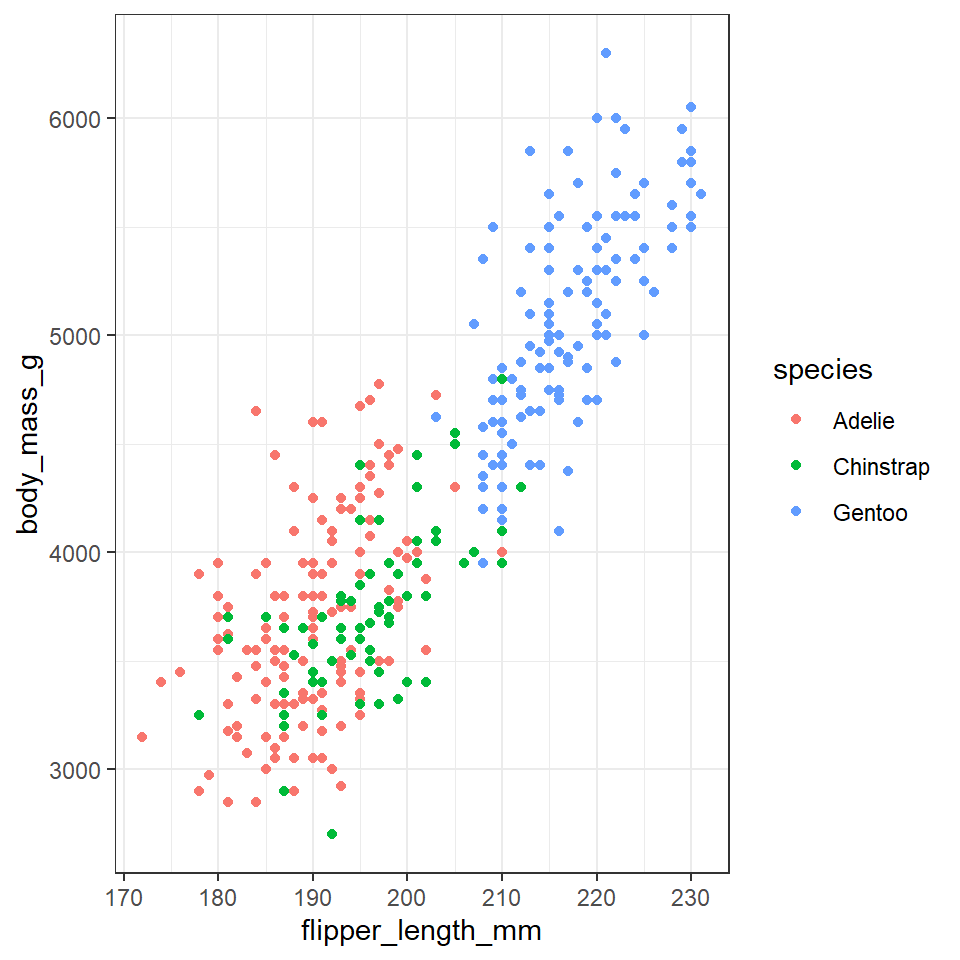 6000
5000
4000
3000
body_mass_g
170 180 190 200 210 220 230
flipper_length_mm
species
Adelie
Chinstrap
Gentoo